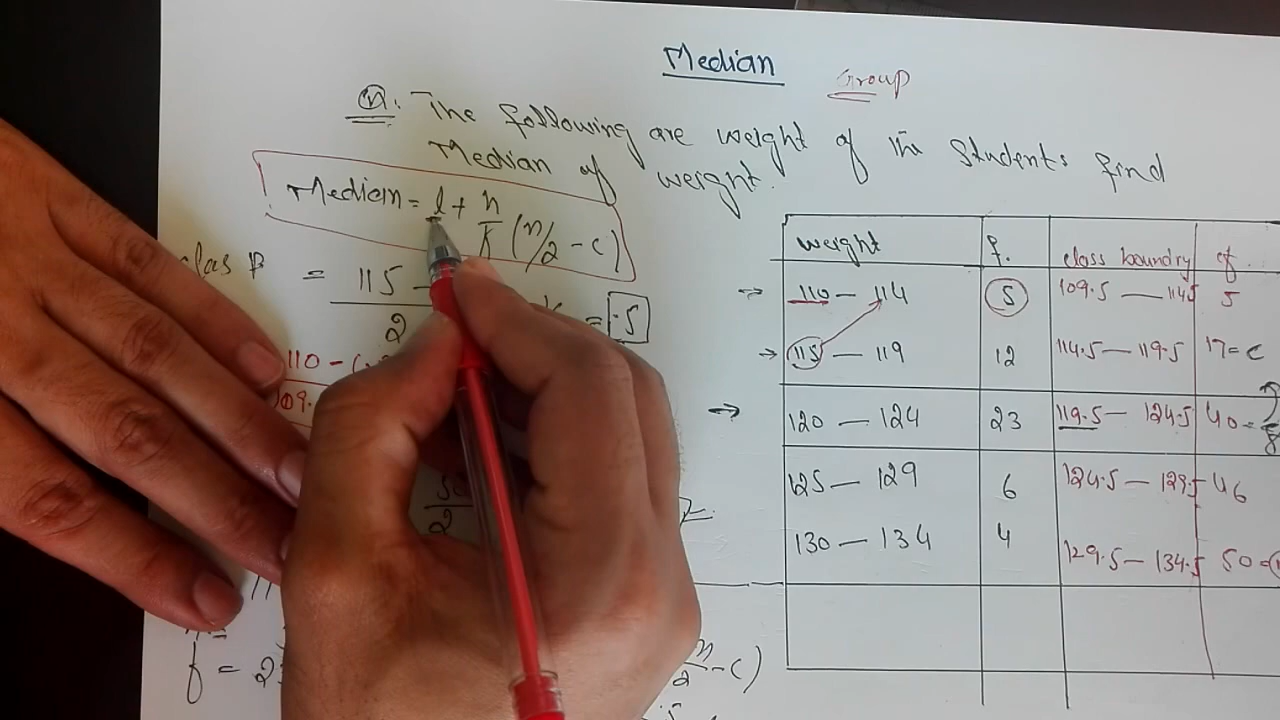 Median Group
Q. The following are weight of the students find
Median of weight.
Median = l + h/f (n/2 - c)
= 115 -
2
= .5
110 - (
109.
f = 2
n/2 - c)
weight f. class boundry cf.
110 — 114 5 109.5 — 114.5 5
115 — 119 12 114.5 — 119.5 17 = c
120 — 124 23 119.5 — 124.5 40 =
125 — 129 6 124.5 — 129.5 46
130 — 134 4 129.5 — 134.5 50 =